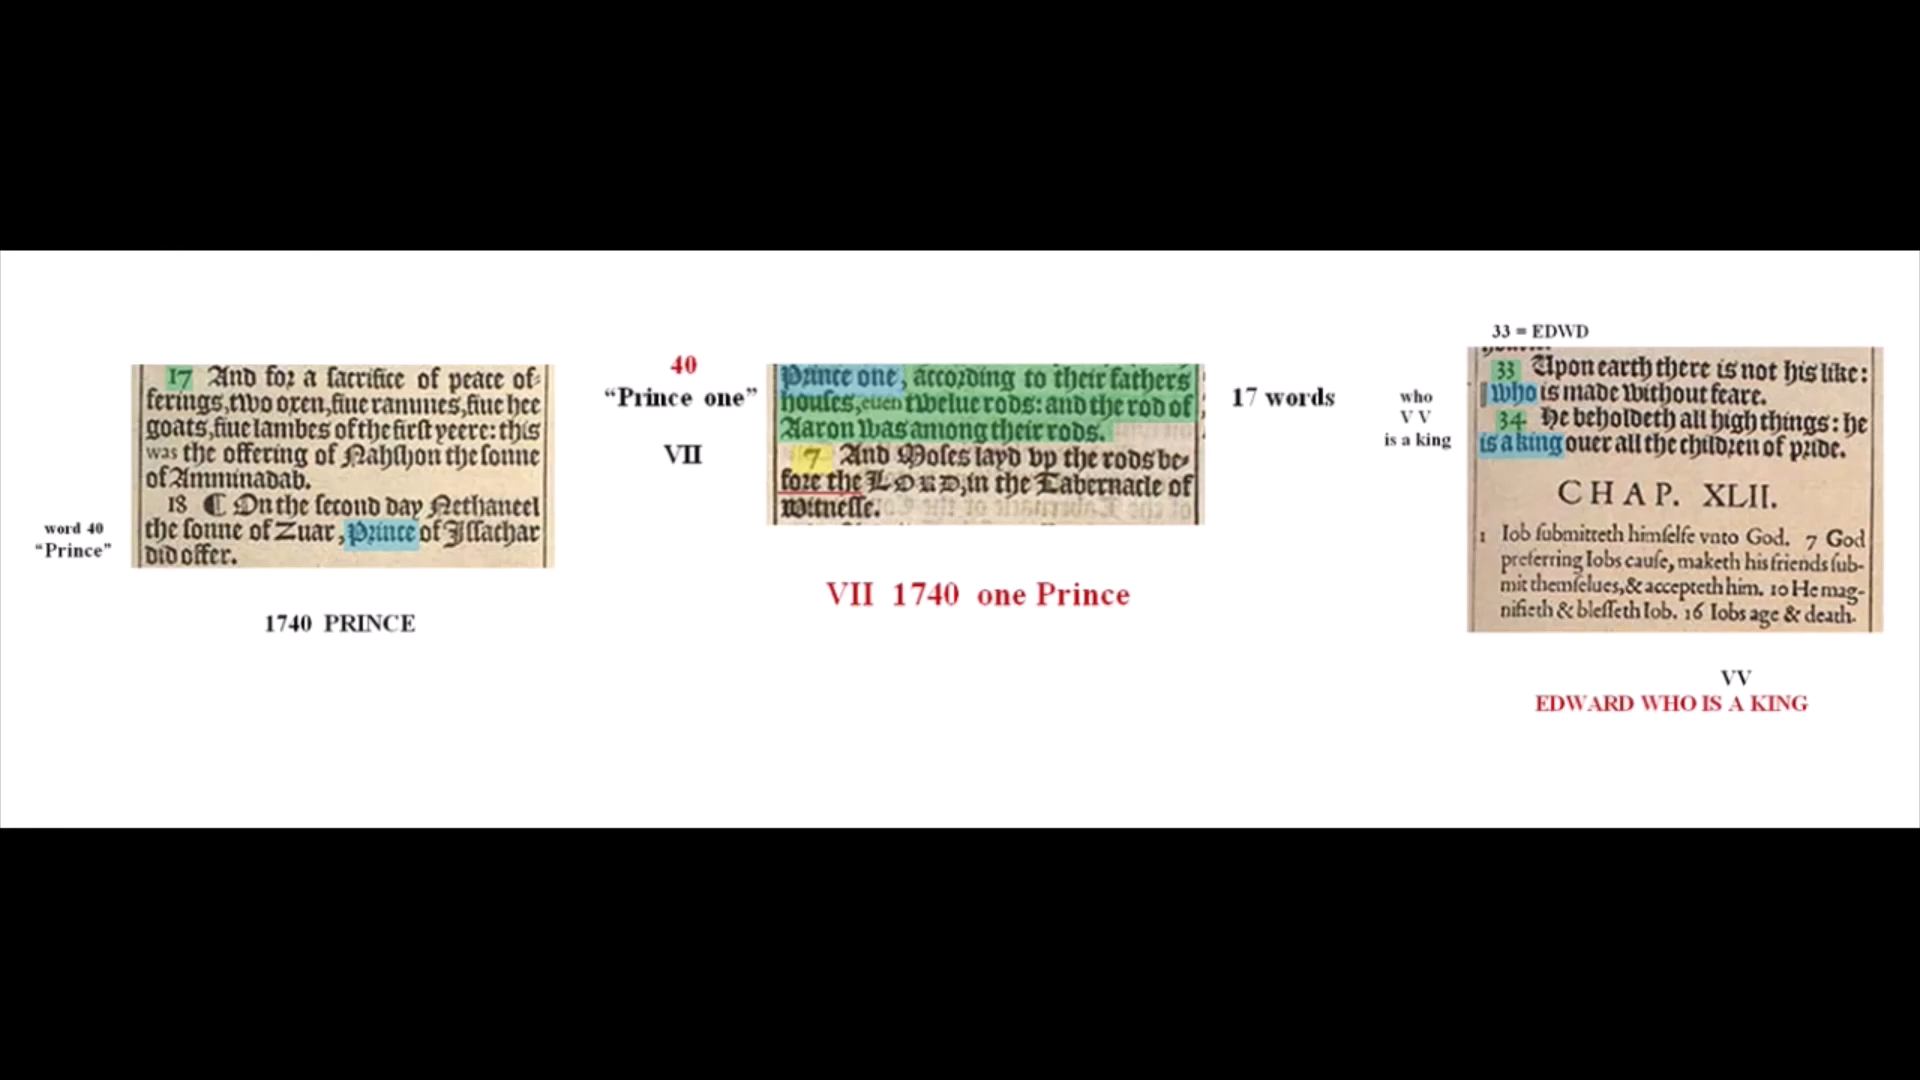 17 And for a sacrifice of peace of-
ferings, two oxen, fiue rammes, fiue hee
goats, fiue lambes of the first yeere: this
was the offering of Nahshon the sonne
of Amminadab.
18 ¶ On the second day Nethaneel
the sonne of Zuar, Prince of Issachar
did offer.
word 40
“Prince”
1740 PRINCE
40
“Prince one”
VII
Prince one, according to their fathers
houses, euen twelue rods: and the rod of
Aaron was among their rods.
7 And Moses layd vp the rods be-
fore the LORD, in the Tabernacle of
witnesse.
17 words
VII 1740 one Prince
33 = EDWD
who
V V
is a king
33 Upon earth there is not his like:
who is made without feare.
34 He beholdeth all high things: he
is a king ouer all the children of pride.
CHAP. XLII.
1 Iob submitteth himselfe vnto God. 7 God
preferring Iobs cause, maketh his friends sub-
mit themselues, & accepteth him. 10 He mag-
nifieth & blesseth Iob. 16 Iobs age & death.
VV
EDWARD WHO IS A KING